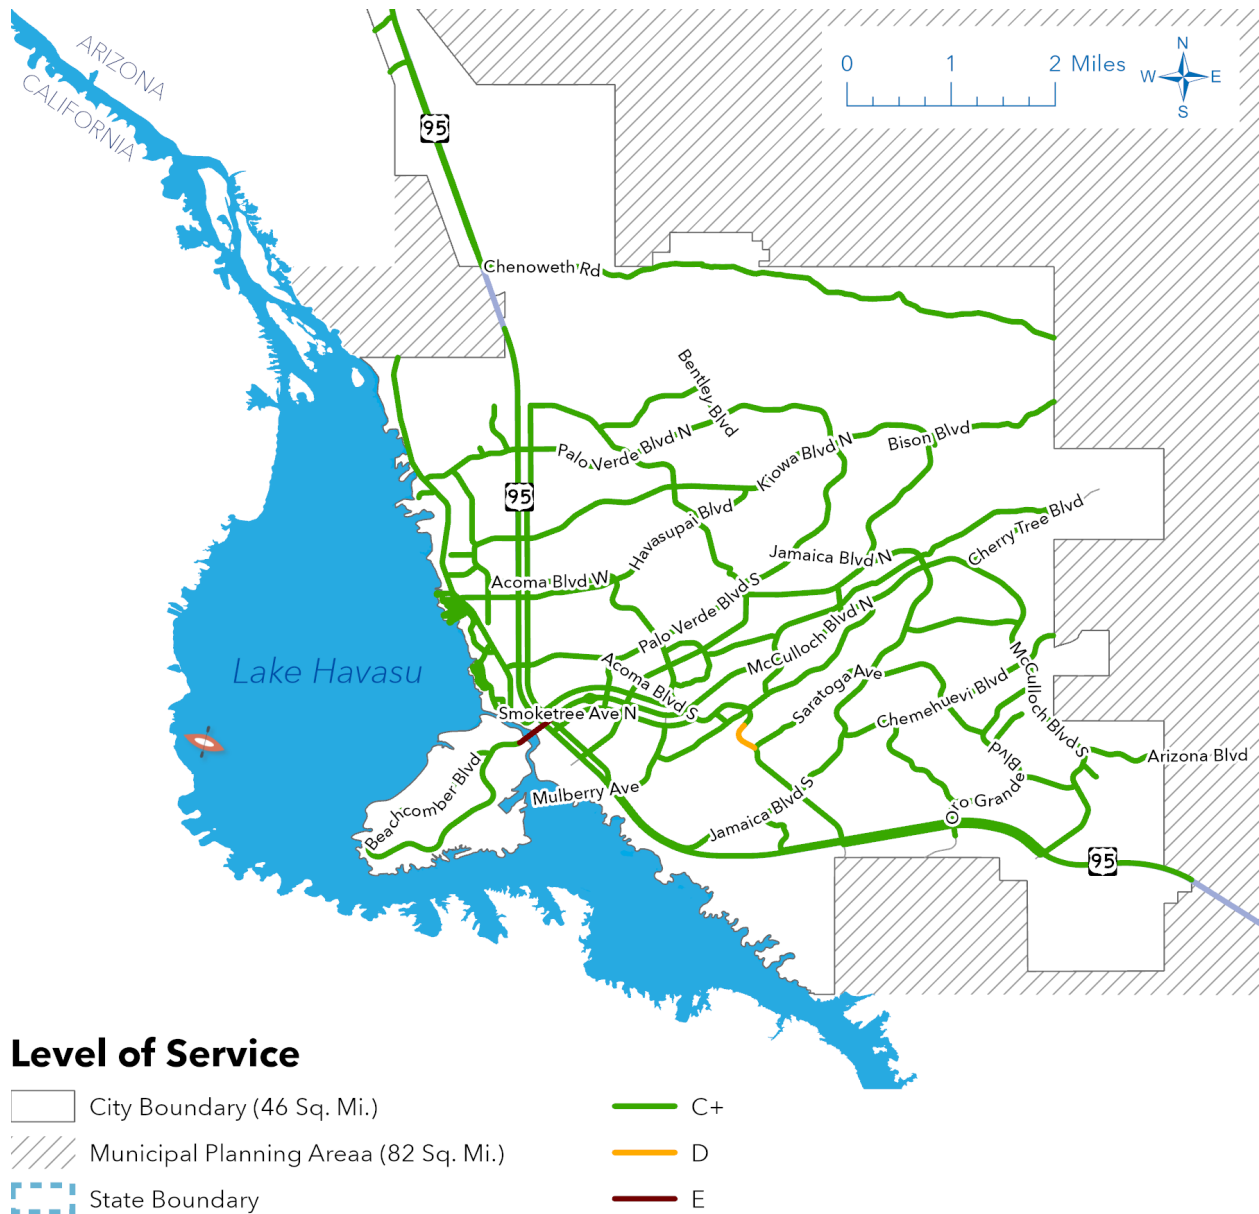 ARIZONA
CALIFORNIA
0 1 2 Miles
N
W E
S
95
Chenoweth Rd
Bentley Blvd
Palo Verde Blvd N
Kiowa Blvd N
Bison Blvd
95
Havasupai Blvd
Cherry Tree Blvd
Jamaica Blvd N
Acoma Blvd W
Palo Verde Blvd S
McCulloch Blvd N
Lake Havasu
Acoma Blvd S
Saratoga Ave
McCulloch Blvd S
Chemehuevi Blvd
Smoketree Ave N
Arizona Blvd
Beachcomber Blvd
Mulberry Ave
Jamaica Blvd S
Oro Grande Blvd
95
Level of Service
City Boundary (46 Sq. Mi.)
Municipal Planning Areaa (82 Sq. Mi.)
State Boundary
C+
D
E